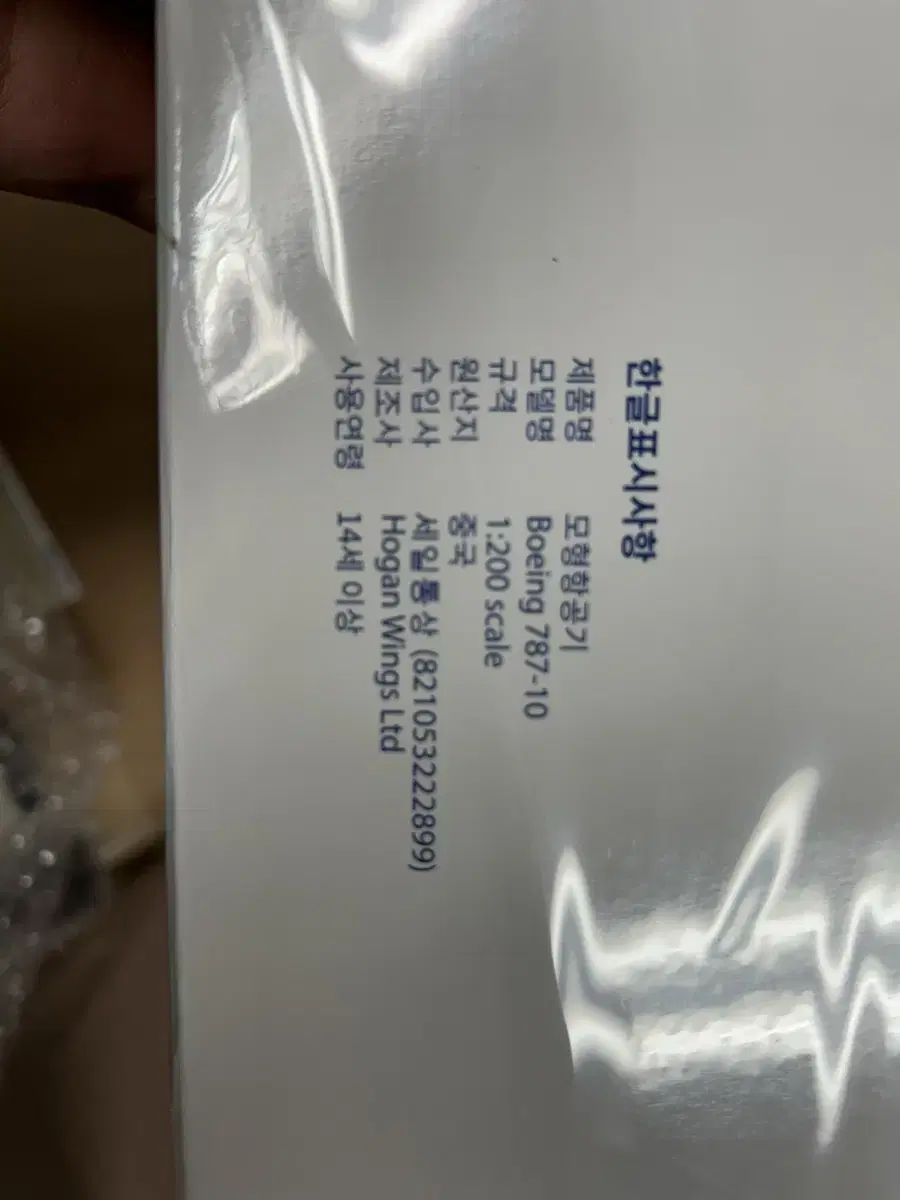 한글표시사항
제품명 모형항공기
모델명 Boeing 787-10
규격 1:200 scale
원산지 중국
수입사 세일통상 (821053222899)
제조사 Hogan Wings Ltd
사용연령 14세 이상